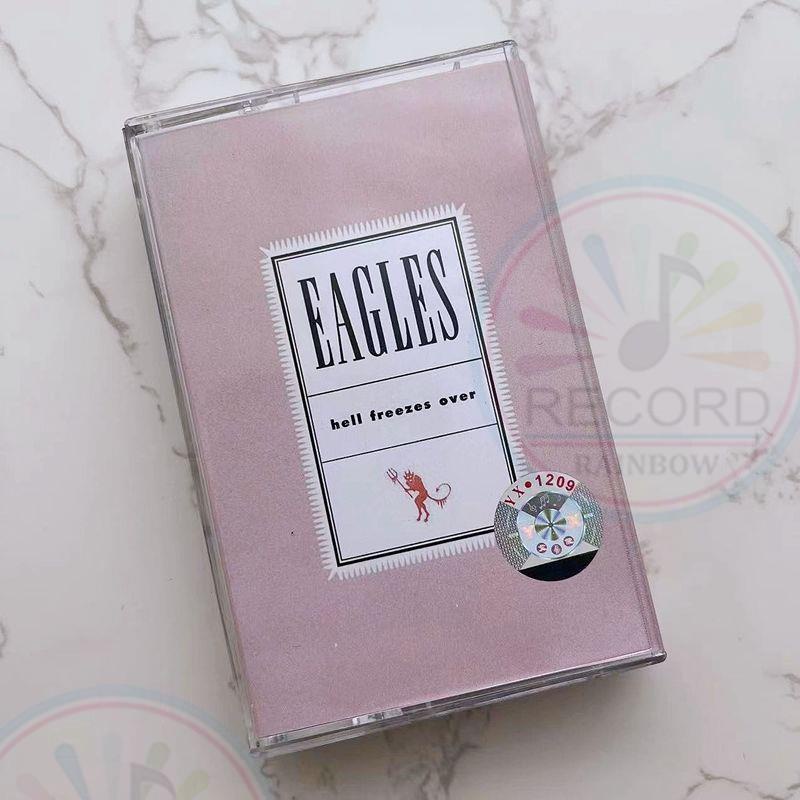 EAGLES
hell freezes over
YX•1209
RECORD
RAINBOW